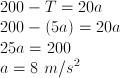 200 - T = 20a
200 - (5a) = 20a
25a = 200
a = 8 m/s²